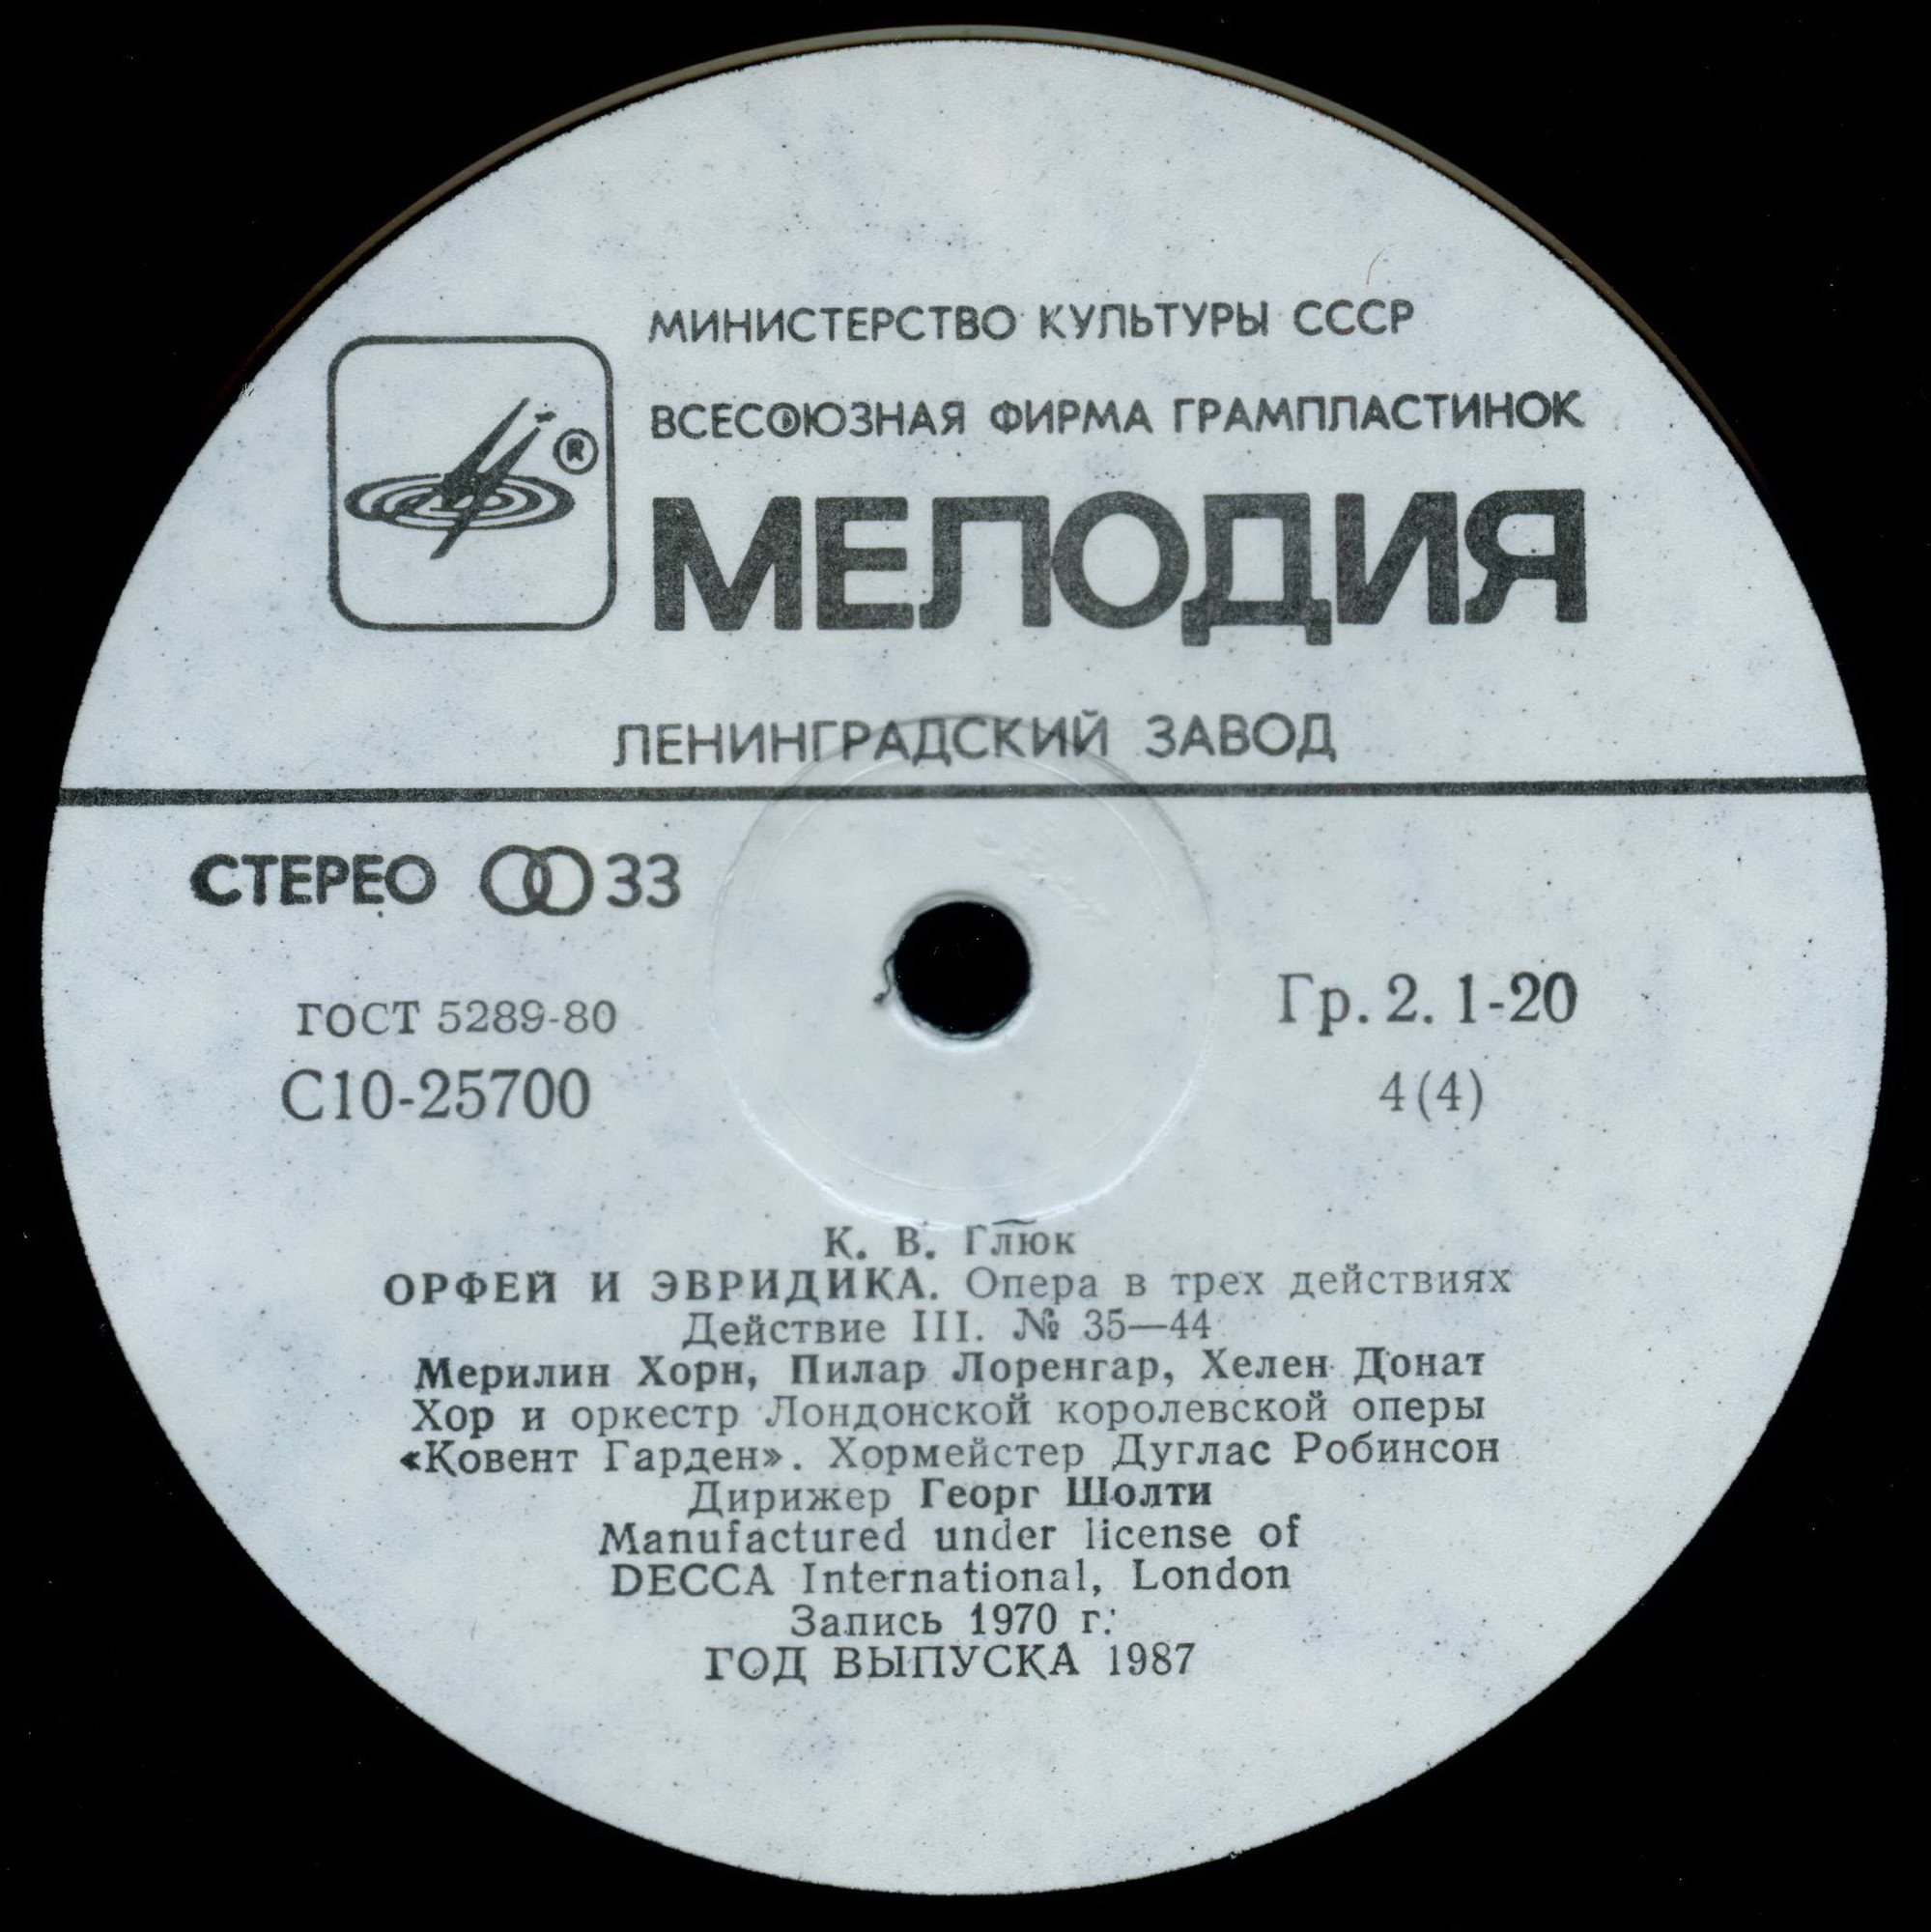 МИНИСТЕРСТВО КУЛЬТУРЫ СССР
ВСЕСОЮЗНАЯ ФИРМА ГРАМПЛАСТИНОК
®
МЕЛОДИЯ
ЛЕНИНГРАДСКИЙ ЗАВОД
СТЕРЕО 33
ГОСТ 5289-80
Гр. 2. 1-20
С10-25700
4(4)
К. В. Глюк
ОРФЕЙ И ЭВРИДИКА. Опера в трех действиях
Действие III. № 35—44
Мерилин Хорн, Пилар Лоренгар, Хелен Донат
Хор и оркестр Лондонской королевской оперы
«Ковент Гарден». Хормейстер Дуглас Робинсон
Дирижер Георг Шолти
Manufactured under license of
DECCA International, London
Запись 1970 г.
ГОД ВЫПУСКА 1987